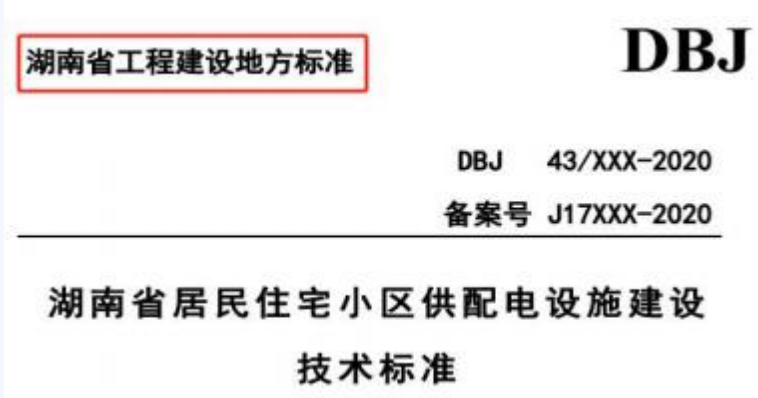 湖南省工程建设地方标准
DBJ
DBJ 43/XXX-2020
备案号 J17XXX-2020
湖南省居民住宅小区供配电设施建设
技术标准